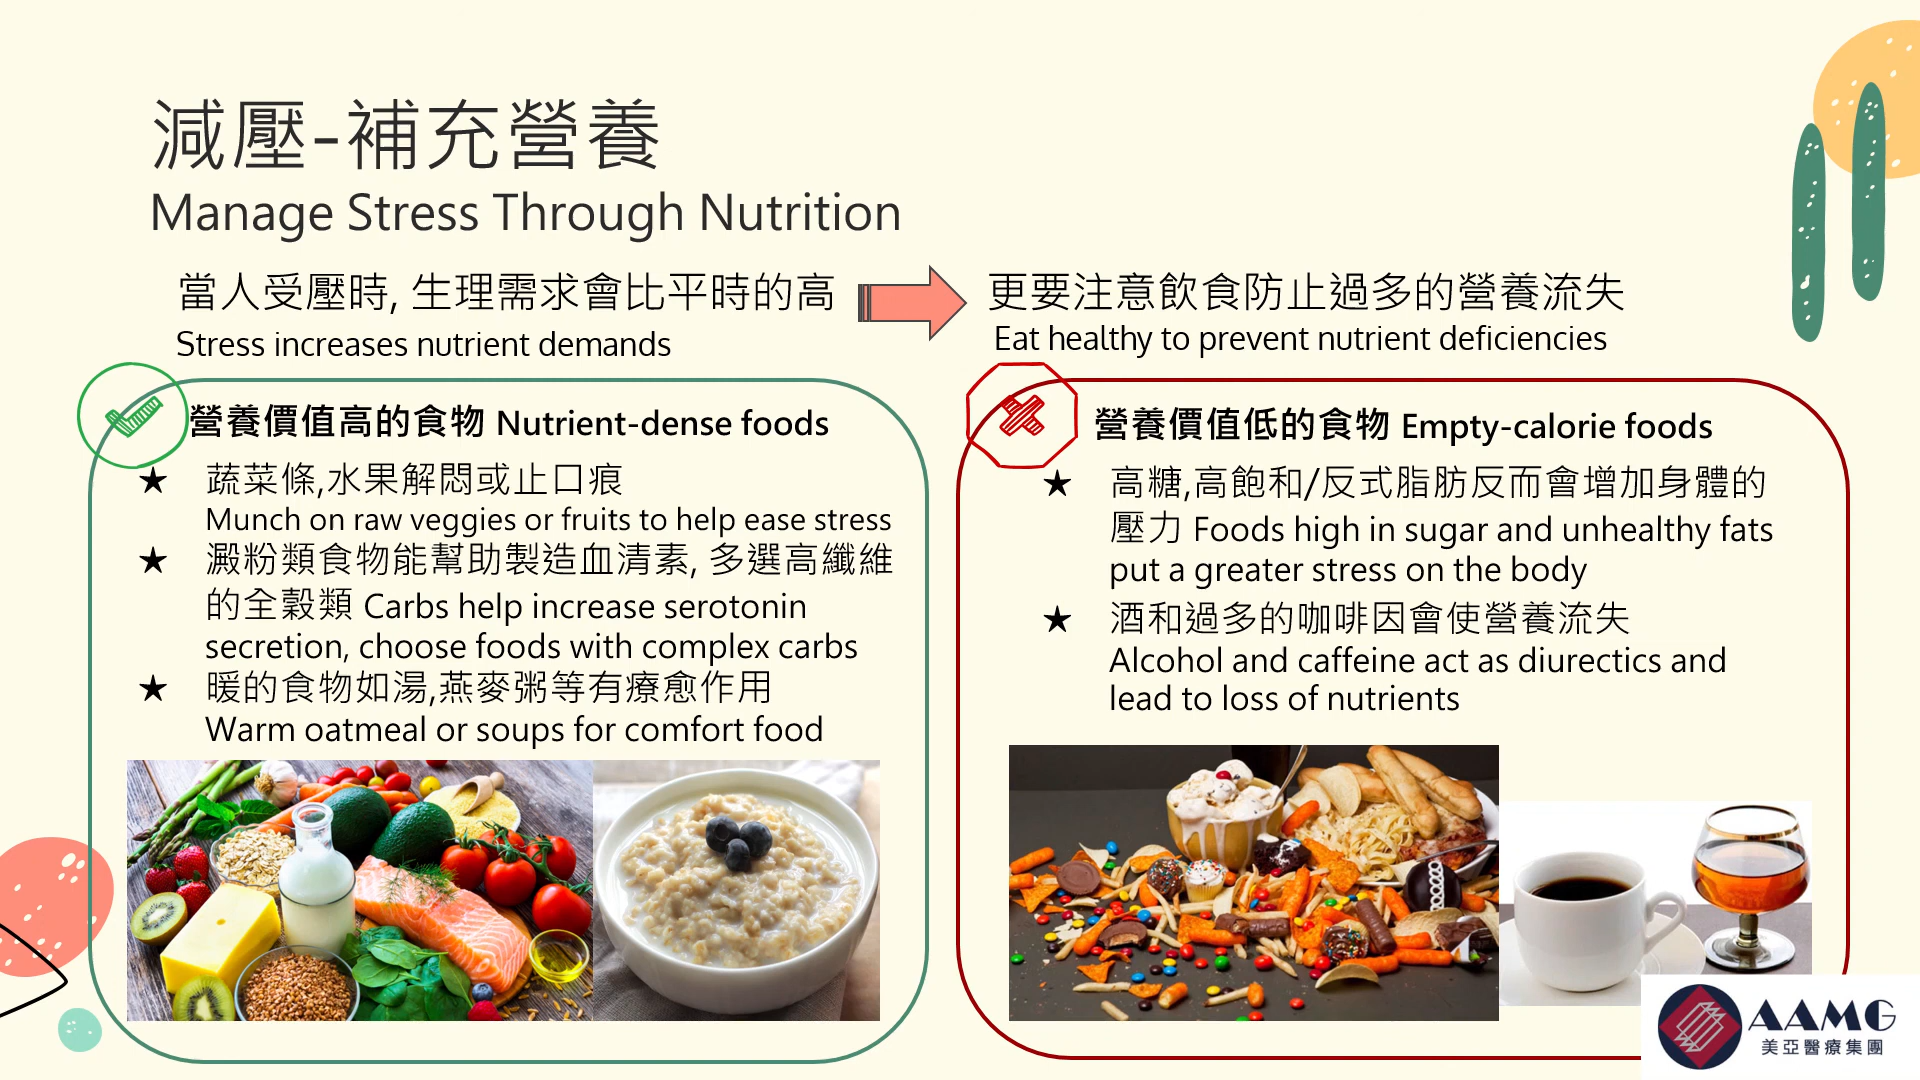 減壓-補充營養
Manage Stress Through Nutrition
當人受壓時, 生理需求會比平時的高
Stress increases nutrient demands
更要注意飲食防止過多的營養流失
Eat healthy to prevent nutrient deficiencies
營養價值高的食物 Nutrient-dense foods
★ 蔬菜條,水果解悶或止口痕
Munch on raw veggies or fruits to help ease stress
★ 澱粉類食物能幫助製造血清素, 多選高纖維
的全穀類 Carbs help increase serotonin
secretion, choose foods with complex carbs
★ 暖的食物如湯,燕麥粥等有療愈作用
Warm oatmeal or soups for comfort food
營養價值低的食物 Empty-calorie foods
★ 高糖,高飽和/反式脂肪反而會增加身體的
壓力 Foods high in sugar and unhealthy fats
put a greater stress on the body
★ 酒和過多的咖啡因會使營養流失
Alcohol and caffeine act as diurectics and
lead to loss of nutrients
AAMG
美亞醫療集團